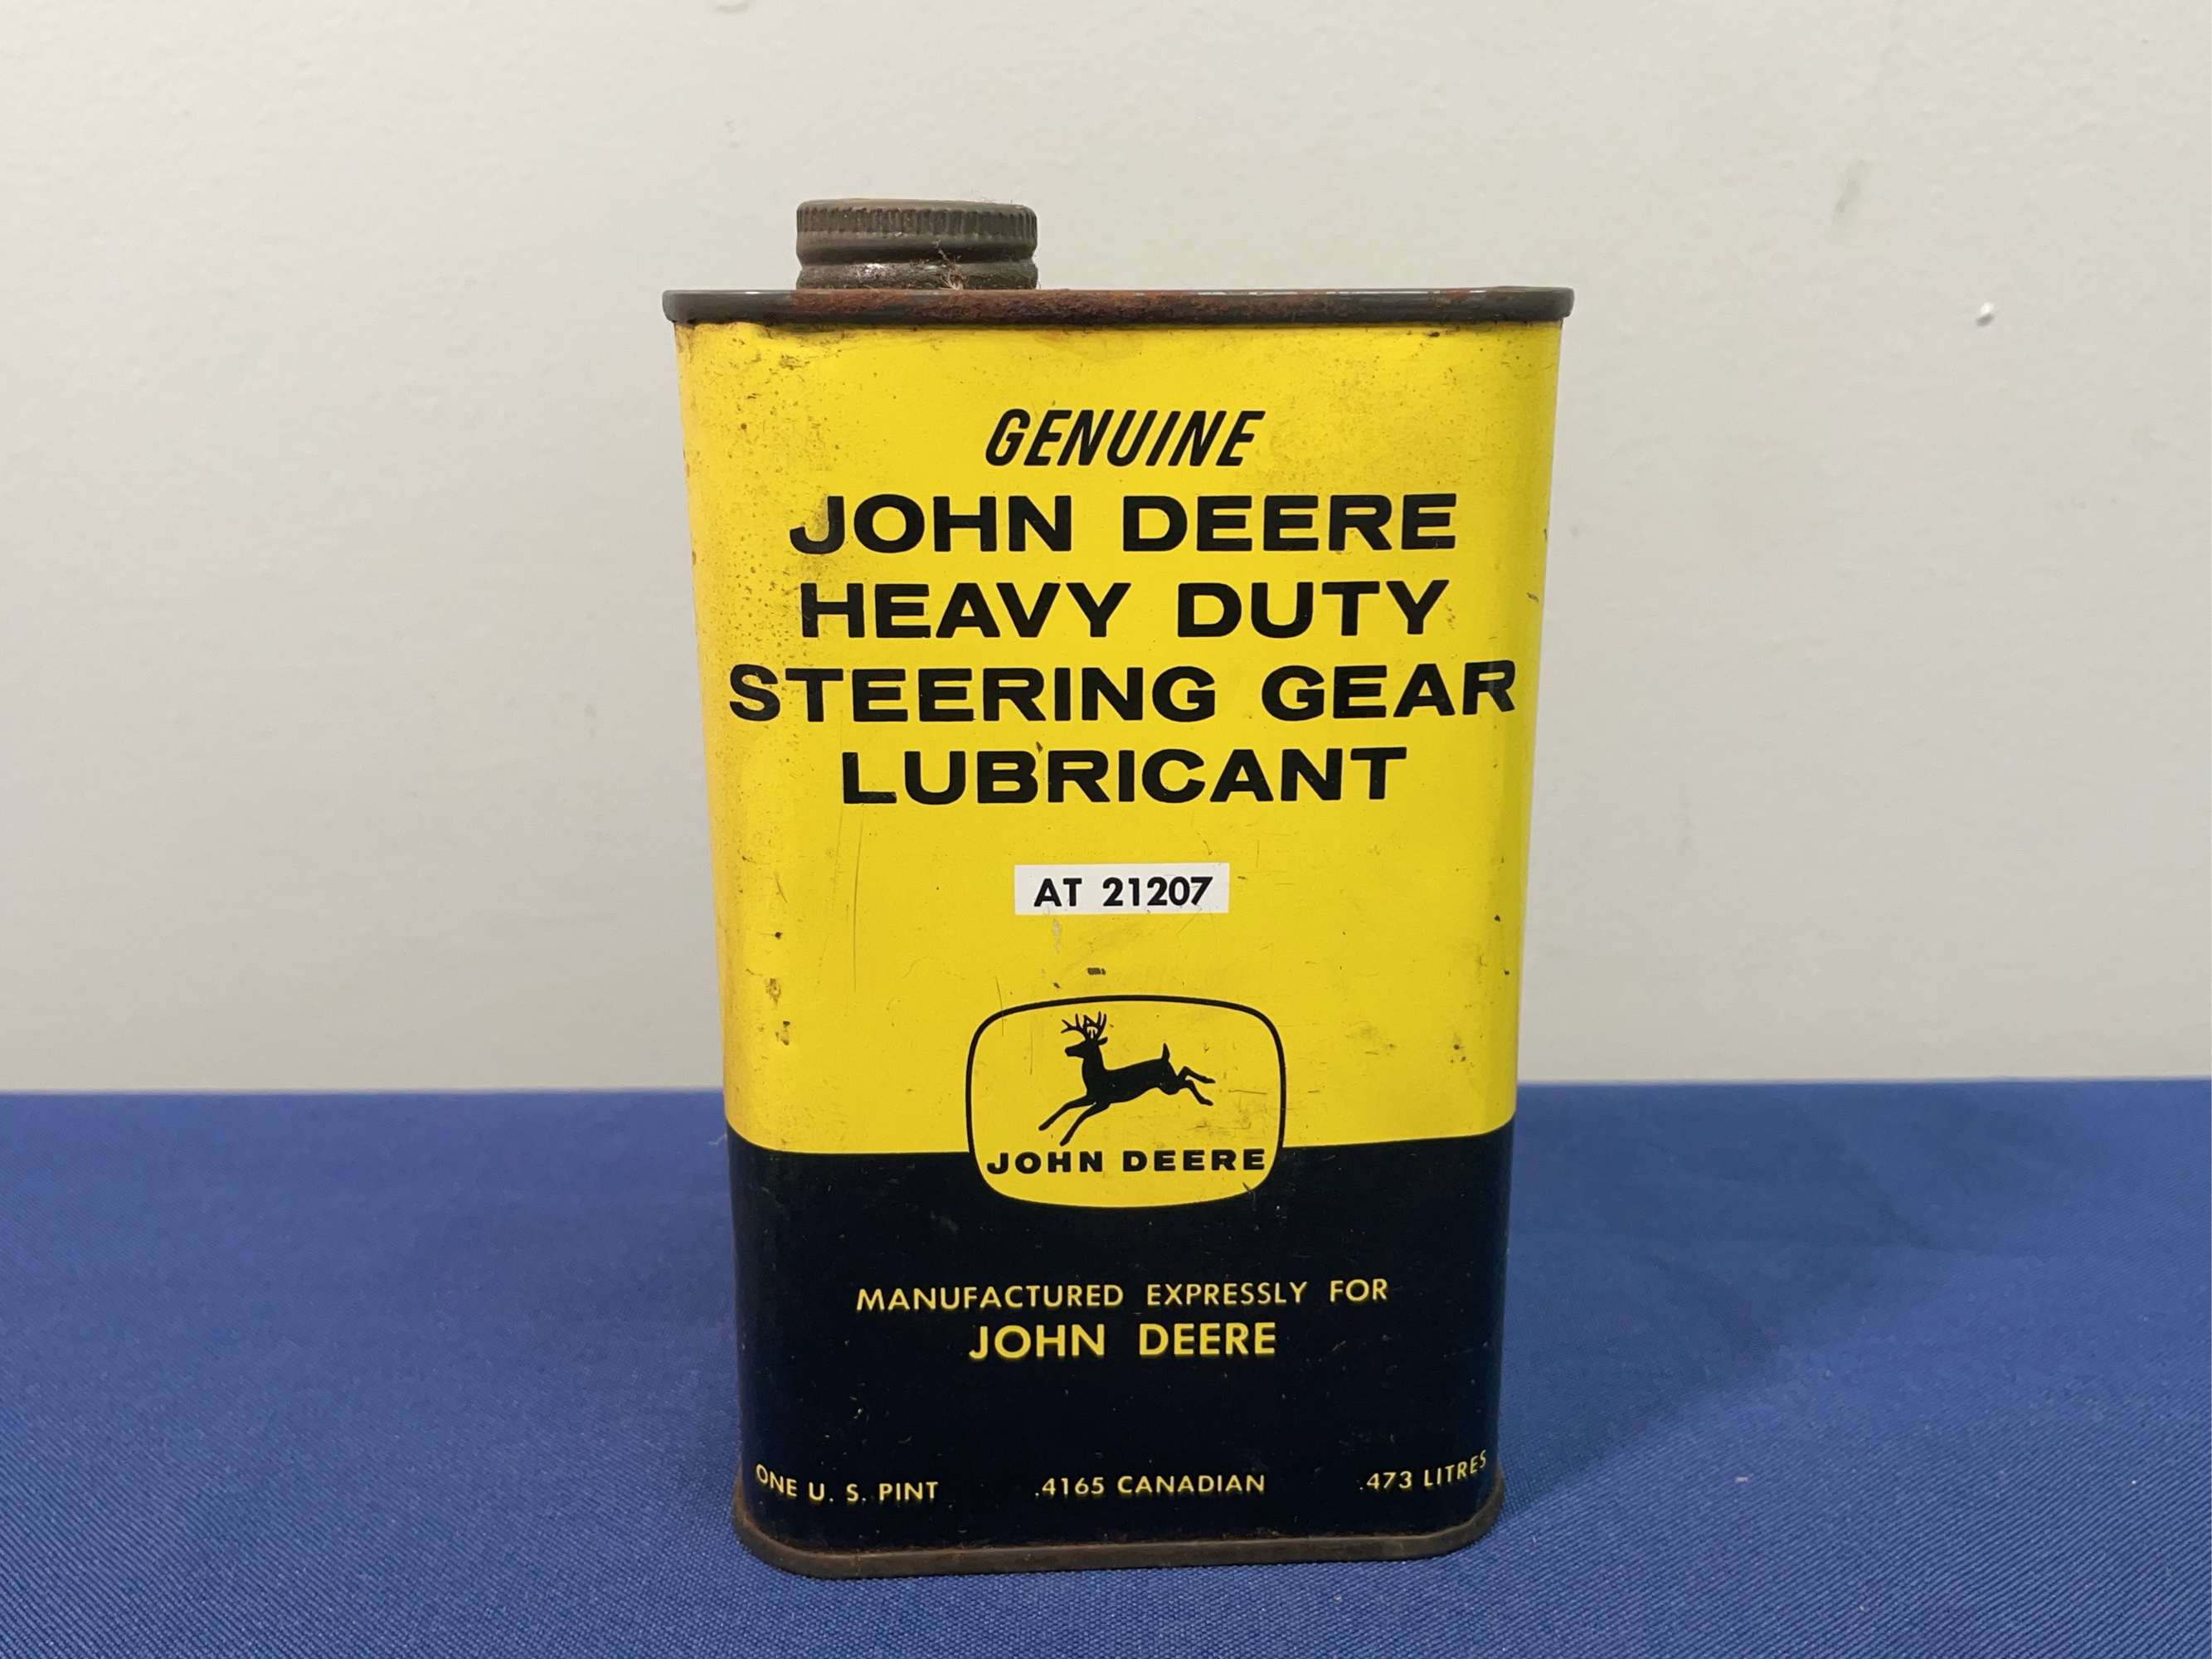 GENUINE
JOHN DEERE
HEAVY DUTY
STEERING GEAR
LUBRICANT
AT 21207
JOHN DEERE
MANUFACTURED EXPRESSLY FOR
JOHN DEERE
ONE U. S. PINT .4165 CANADIAN .473 LITRES